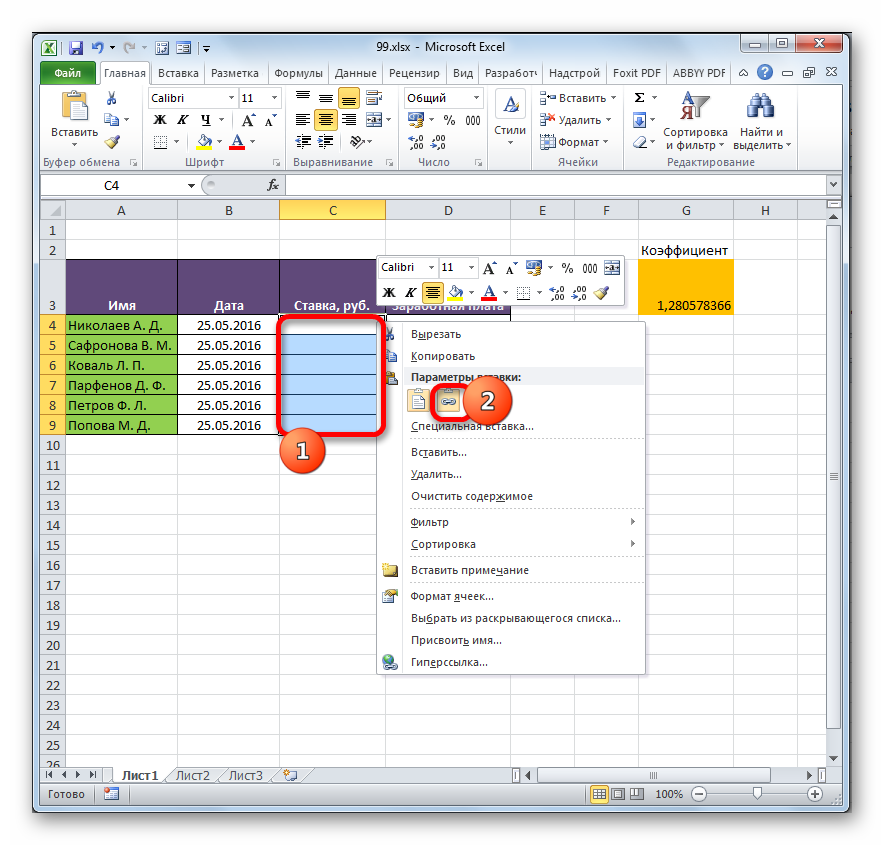 99.xlsx - Microsoft Excel
Файл Главная Вставка Разметка Формулы Данные Рецензир Вид Разработч Надстрой Foxit PDF ABBYY PDF
Calibri 11 Общий Вставить Σ
Ж К Ч А А % 000 Удалить
Вставить Стили Сортировка и фильтр Найти и выделить
А Формат
Буфер обмена Шрифт Выравнивание Число Ячейки Редактирование
C4 fx
A B C D E F G H
1
2 Коэффициент
Calibri 11 A A % 000
Ж К А
3 Имя Дата Ставка, руб. заработная плата 1,280578366
4 Николаев А. Д. 25.05.2016
5 Сафронова В. М. 25.05.2016
6 Коваль Л. П. 25.05.2016
7 Парфенов Д. Ф. 25.05.2016
8 Петров Ф. Л. 25.05.2016
9 Попова М. Д. 25.05.2016
1
2
Вырезать
Копировать
Параметры вставки:
Специальная вставка...
Вставить...
Удалить...
Очистить содержимое
Фильтр
Сортировка
Вставить примечание
Формат ячеек...
Выбрать из раскрывающегося списка...
Присвоить имя...
Гиперссылка...
10
11
12
13
14
15
16
17
18
19
20
21
22
23
24
25
26
Лист1 Лист2 Лист3
Готово 100%